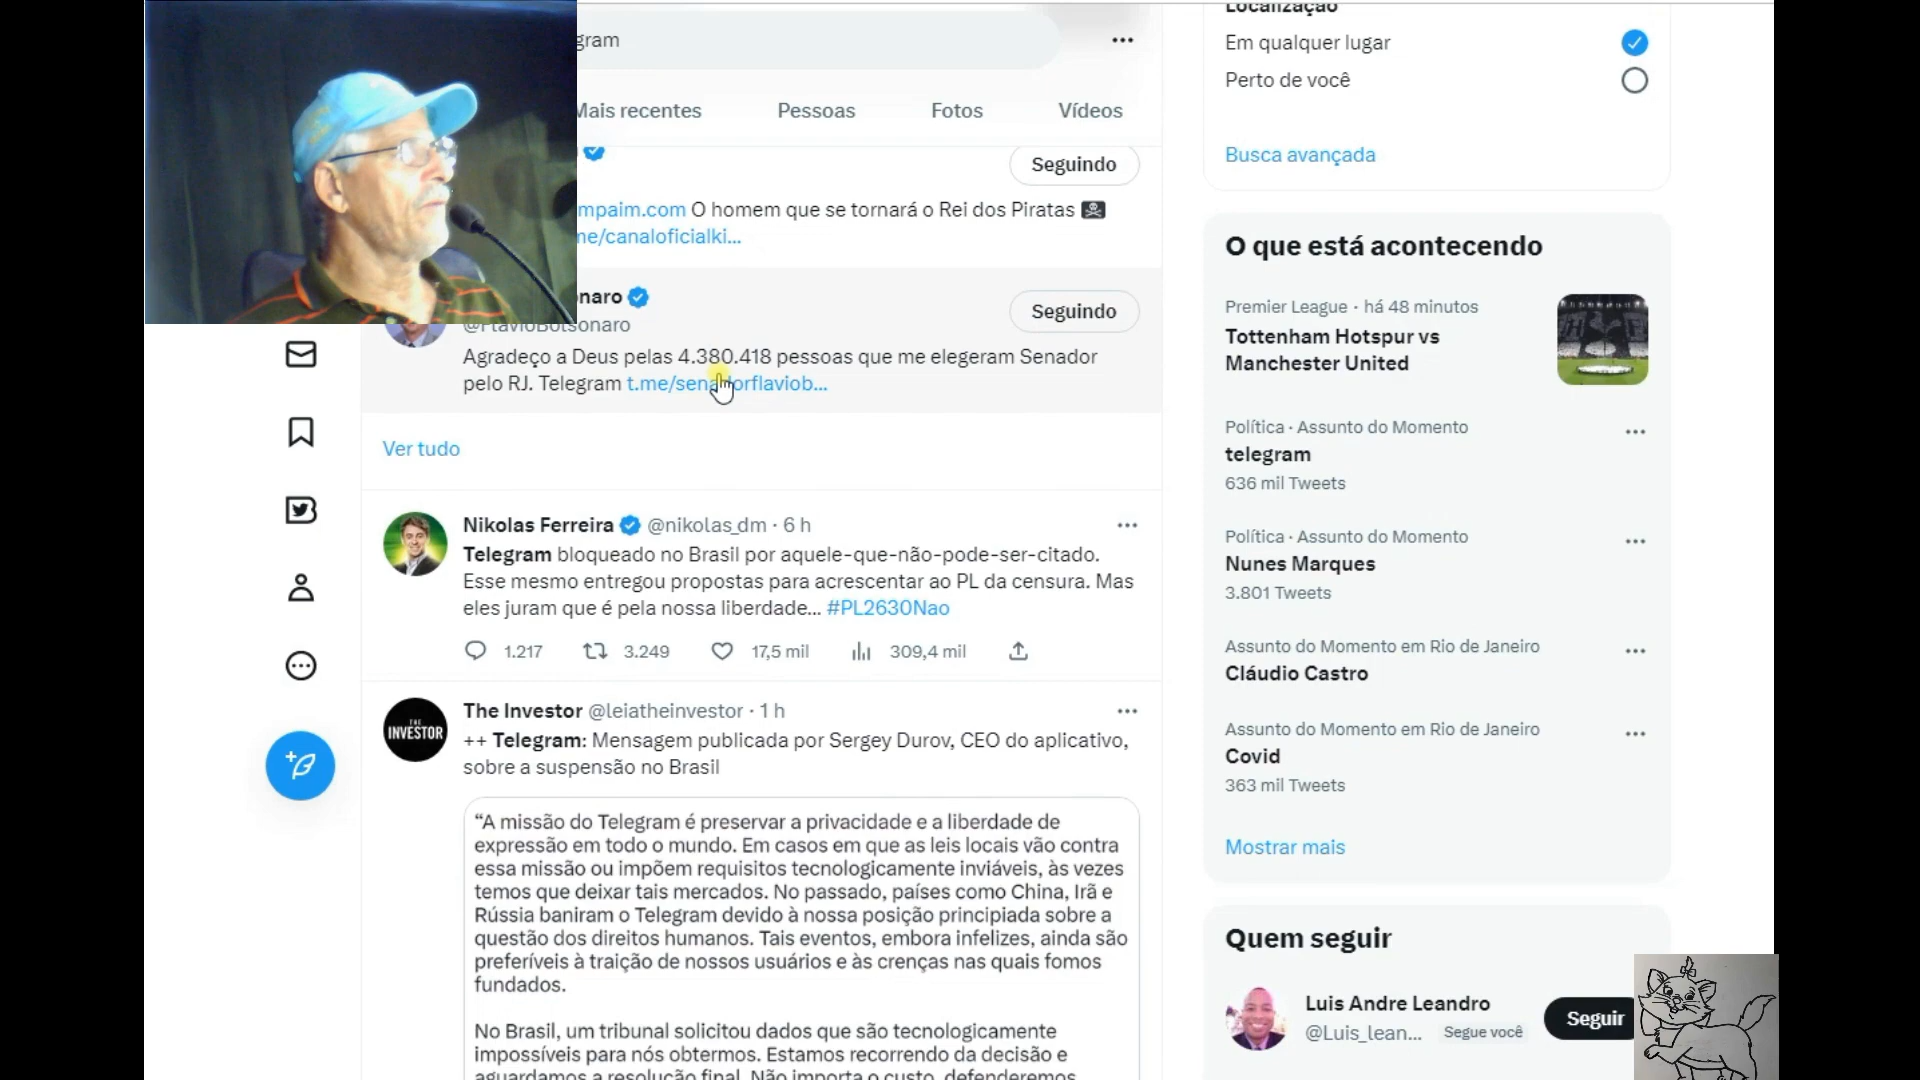 gram
Mais recentes
Pessoas
Fotos
Vídeos
Seguindo
mpaim.com O homem que se tornará o Rei dos Piratas
me/canaloficialki...
onaro
Seguindo
@FlavioBolsonaro
Agradeço a Deus pelas 4.380.418 pessoas que me elegeram Senador
pelo RJ. Telegram t.me/senadorflaviob...
Ver tudo
Nikolas Ferreira @nikolas_dm · 6 h
Telegram bloqueado no Brasil por aquele-que-não-pode-ser-citado.
Esse mesmo entregou propostas para acrescentar ao PL da censura. Mas
eles juram que é pela nossa liberdade... #PL2630Nao
1.217
3.249
17,5 mil
309,4 mil
THE
INVESTOR
The Investor @leiatheinvestor · 1 h
++ Telegram: Mensagem publicada por Sergey Durov, CEO do aplicativo,
sobre a suspensão no Brasil
“A missão do Telegram é preservar a privacidade e a liberdade de
expressão em todo o mundo. Em casos em que as leis locais vão contra
essa missão ou impõem requisitos tecnologicamente inviáveis, às vezes
temos que deixar tais mercados. No passado, países como China, Irã e
Rússia baniram o Telegram devido à nossa posição principiada sobre a
questão dos direitos humanos. Tais eventos, embora infelizes, ainda são
preferíveis à traição de nossos usuários e às crenças nas quais fomos
fundados.
No Brasil, um tribunal solicitou dados que são tecnologicamente
impossíveis para nós obtermos. Estamos recorrendo da decisão e
aguardamos a resolução final. Não importa o custo, defenderemos
Localização
Em qualquer lugar
Perto de você
Busca avançada
O que está acontecendo
Premier League · há 48 minutos
Tottenham Hotspur vs
Manchester United
Política · Assunto do Momento
telegram
636 mil Tweets
Política · Assunto do Momento
Nunes Marques
3.801 Tweets
Assunto do Momento em Rio de Janeiro
Cláudio Castro
Assunto do Momento em Rio de Janeiro
Covid
363 mil Tweets
Mostrar mais
Quem seguir
Luis Andre Leandro
@Luis_lean... Segue você
Seguir